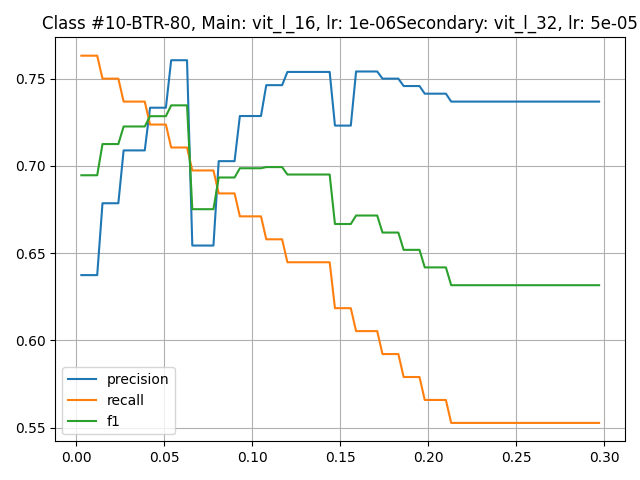 Class #10-BTR-80, Main: vit_l_16, lr: 1e-06Secondary: vit_l_32, lr: 5e-05
0.75
0.70
0.65
0.60
0.55
precision
recall
f1
0.00 0.05 0.10 0.15 0.20 0.25 0.30